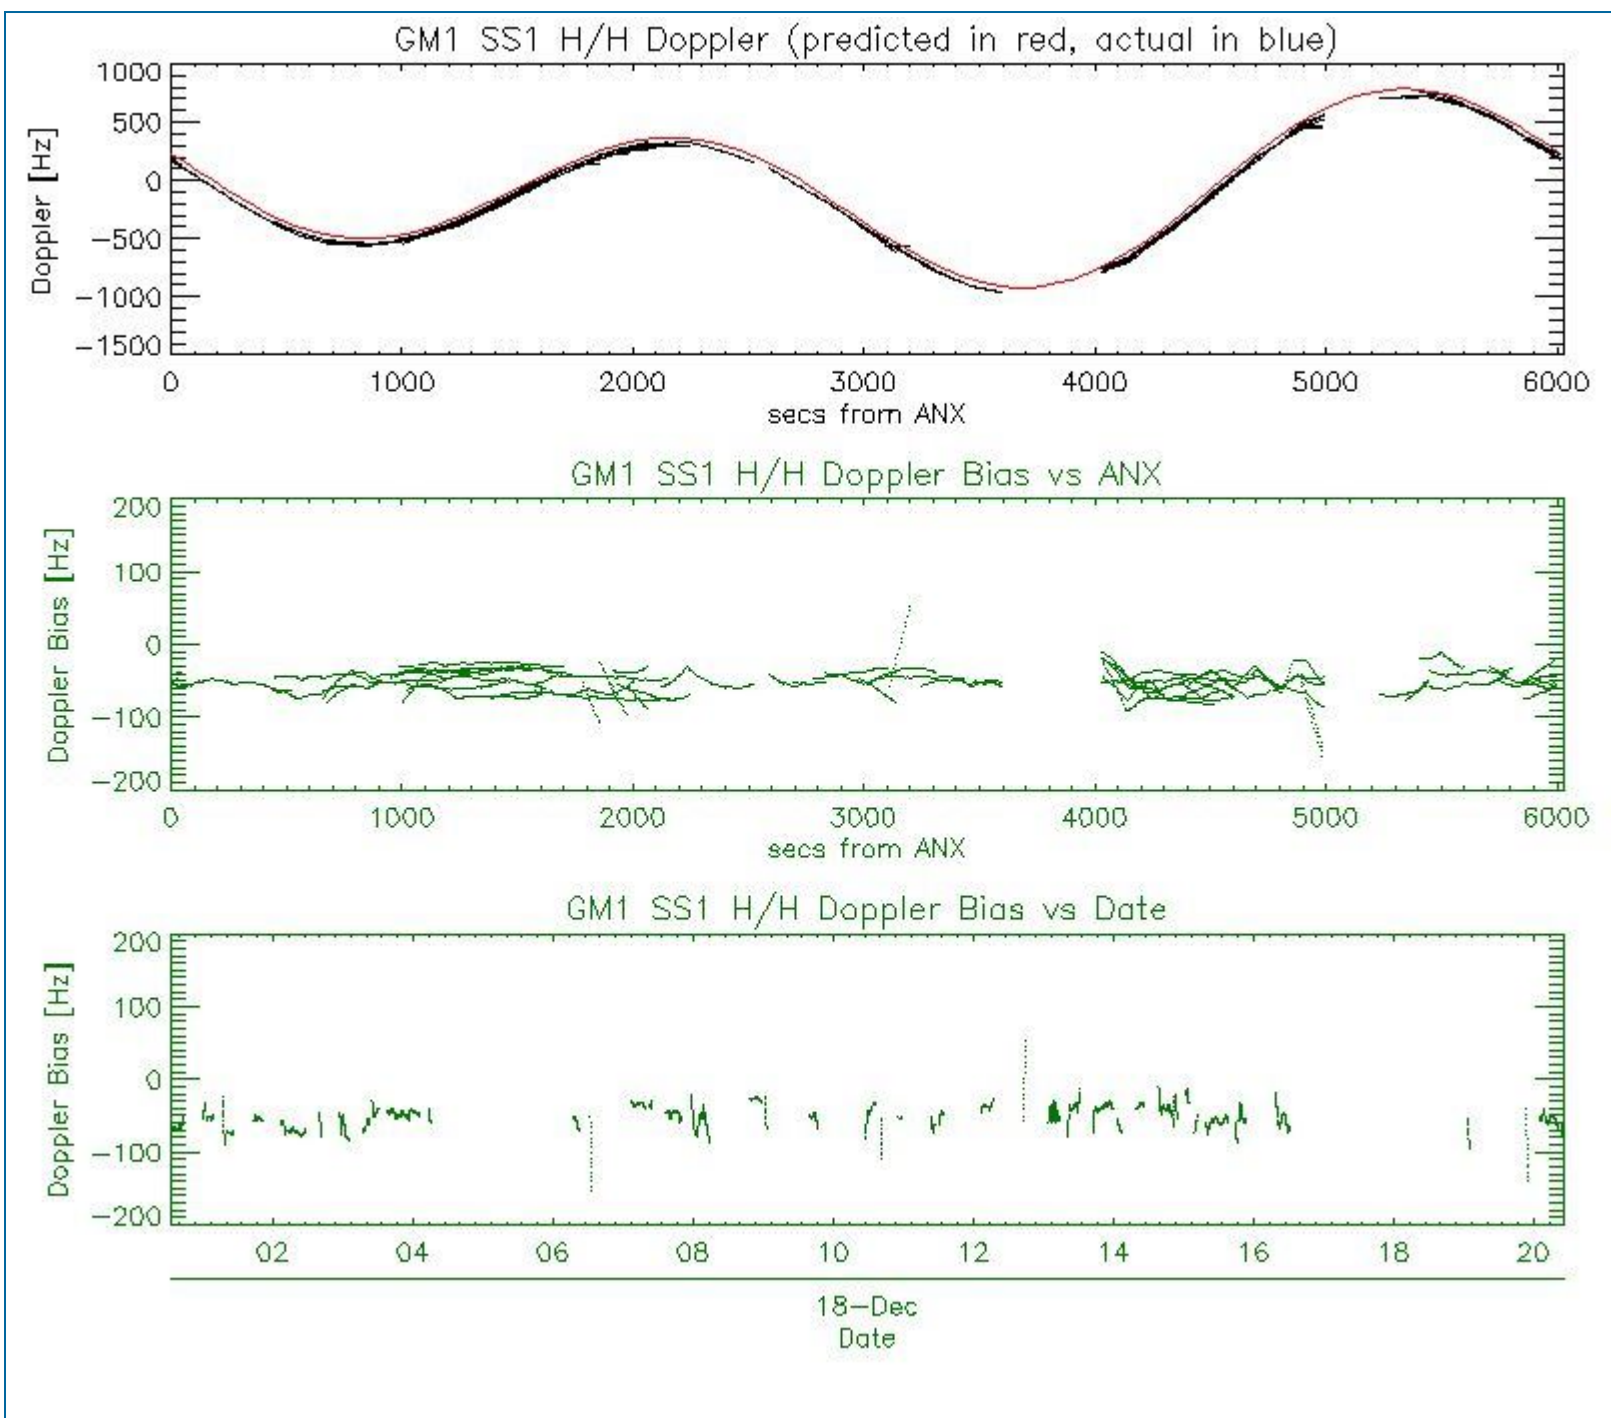 GM1 SS1 H/H Doppler (predicted in red, actual in blue)
Doppler [Hz]
1000
500
0
-500
-1000
-1500
0 1000 2000 3000 4000 5000 6000
secs from ANX
GM1 SS1 H/H Doppler Bias vs ANX
Doppler Bias [Hz]
200
100
0
-100
-200
0 1000 2000 3000 4000 5000 6000
secs from ANX
GM1 SS1 H/H Doppler Bias vs Date
Doppler Bias [Hz]
200
100
0
-100
-200
02 04 06 08 10 12 14 16 18 20
18-Dec
Date